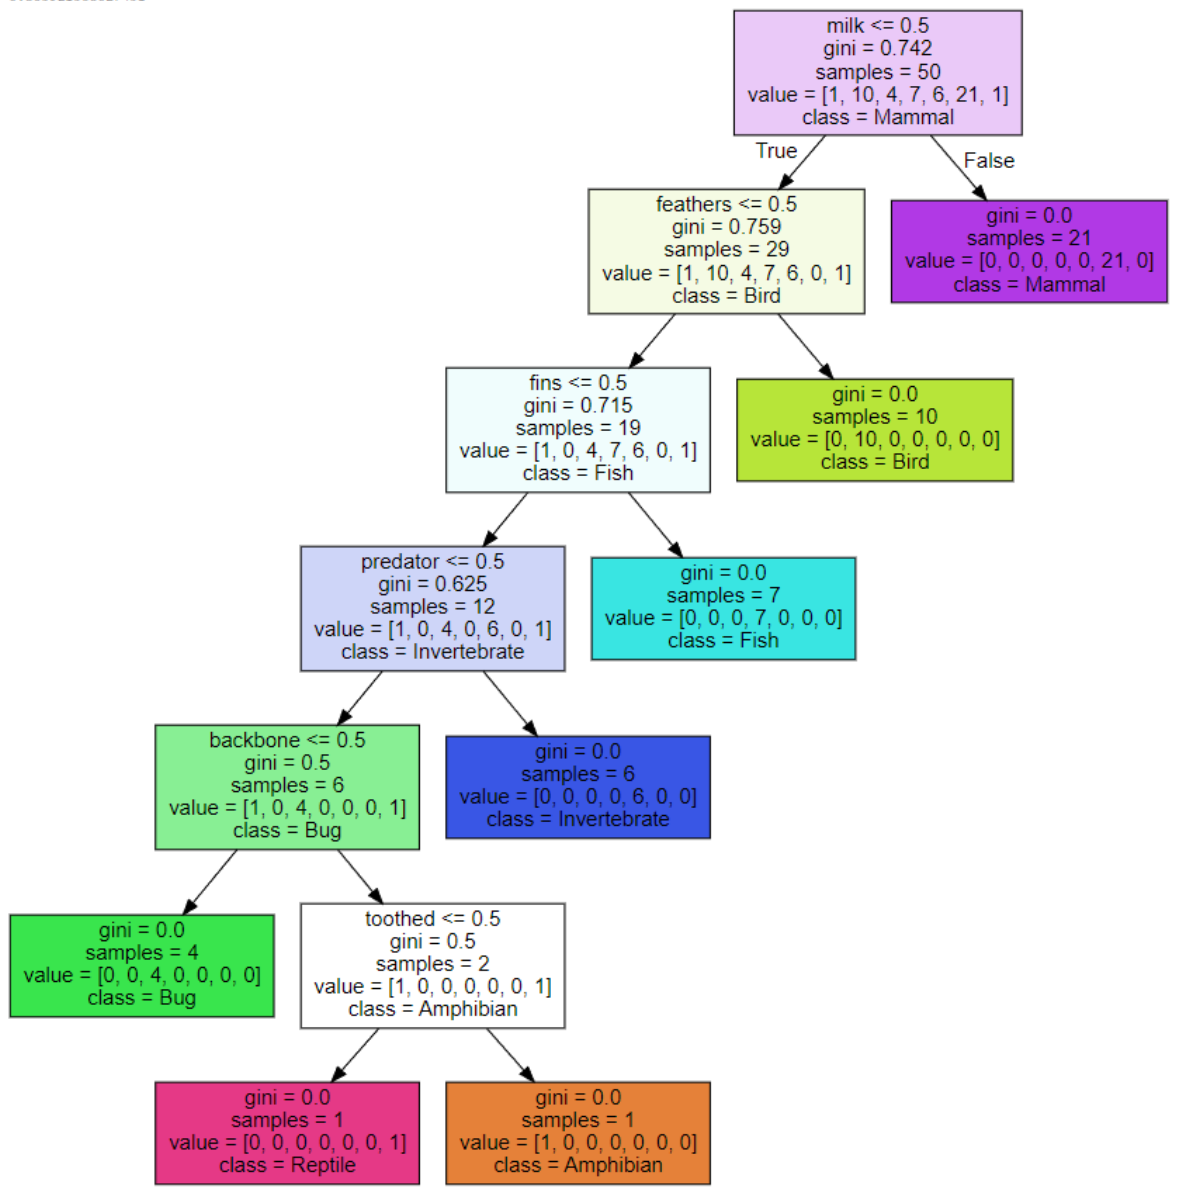 milk <= 0.5
gini = 0.742
samples = 50
value = [1, 10, 4, 7, 6, 21, 1]
class = Mammal
True
False
feathers <= 0.5
gini = 0.759
samples = 29
value = [1, 10, 4, 7, 6, 0, 1]
class = Bird
gini = 0.0
samples = 21
value = [0, 0, 0, 0, 0, 21, 0]
class = Mammal
fins <= 0.5
gini = 0.715
samples = 19
value = [1, 0, 4, 7, 6, 0, 1]
class = Fish
gini = 0.0
samples = 10
value = [0, 10, 0, 0, 0, 0, 0]
class = Bird
predator <= 0.5
gini = 0.625
samples = 12
value = [1, 0, 4, 0, 6, 0, 1]
class = Invertebrate
gini = 0.0
samples = 7
value = [0, 0, 0, 7, 0, 0, 0]
class = Fish
backbone <= 0.5
gini = 0.5
samples = 6
value = [1, 0, 4, 0, 0, 0, 1]
class = Bug
gini = 0.0
samples = 6
value = [0, 0, 0, 0, 6, 0, 0]
class = Invertebrate
gini = 0.0
samples = 4
value = [0, 0, 4, 0, 0, 0, 0]
class = Bug
toothed <= 0.5
gini = 0.5
samples = 2
value = [1, 0, 0, 0, 0, 0, 1]
class = Amphibian
gini = 0.0
samples = 1
value = [0, 0, 0, 0, 0, 0, 1]
class = Reptile
gini = 0.0
samples = 1
value = [1, 0, 0, 0, 0, 0, 0]
class = Amphibian